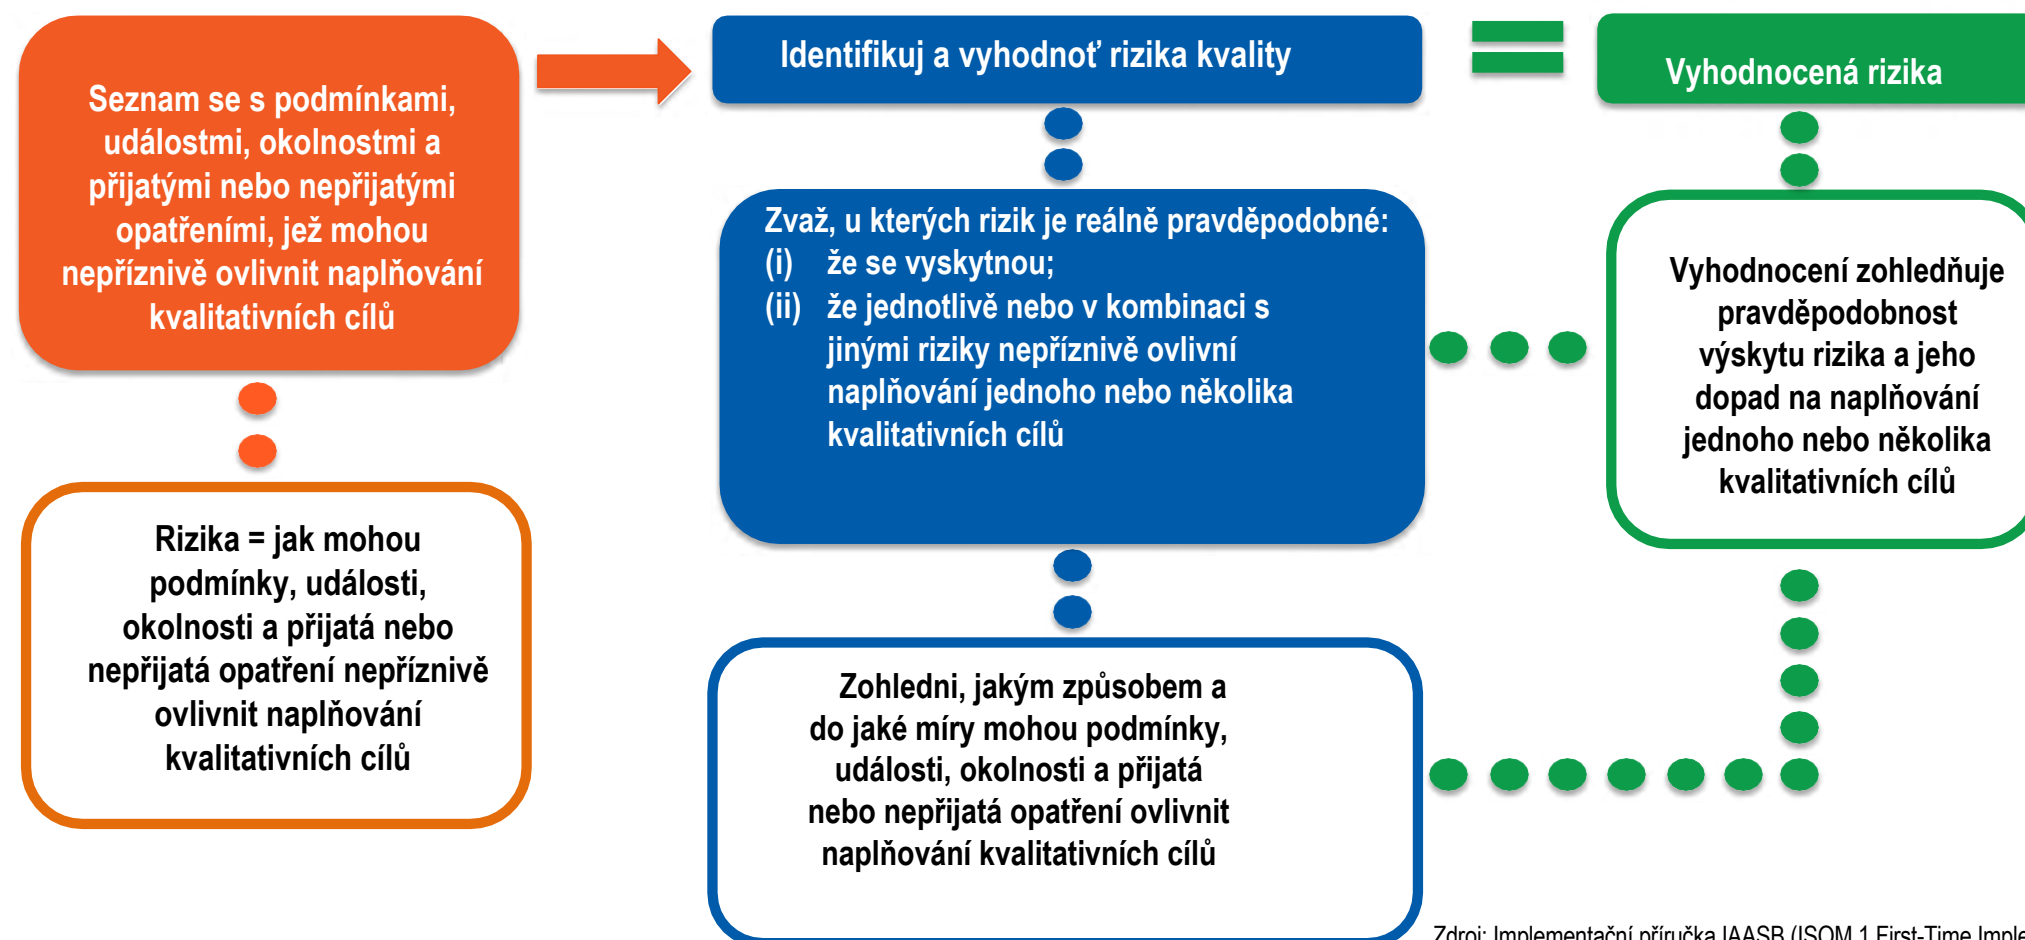 Seznam se s podmínkami,
událostmi, okolnostmi a
přijatými nebo nepřijatými
opatřeními, jež mohou
nepříznivě ovlivnit naplňování
kvalitativních cílů
Rizika = jak mohou
podmínky, události,
okolnosti a přijatá nebo
nepřijatá opatření nepříznivě
ovlivnit naplňování
kvalitativních cílů
Identifikuj a vyhodnoť rizika kvality
Zvaž, u kterých rizik je reálně pravděpodobné:
(i) že se vyskytnou;
(ii) že jednotlivě nebo v kombinaci s
jinými riziky nepříznivě ovlivní
naplňování jednoho nebo několika
kvalitativních cílů
Zohledni, jakým způsobem a
do jaké míry mohou podmínky,
události, okolnosti a přijatá
nebo nepřijatá opatření ovlivnit
naplňování kvalitativních cílů
=
Vyhodnocená rizika
Vyhodnocení zohledňuje
pravděpodobnost
výskytu rizika a jeho
dopad na naplňování
jednoho nebo několika
kvalitativních cílů
Zdroj: Implementační příručka IAASB (ISQM 1 First-Time Imple